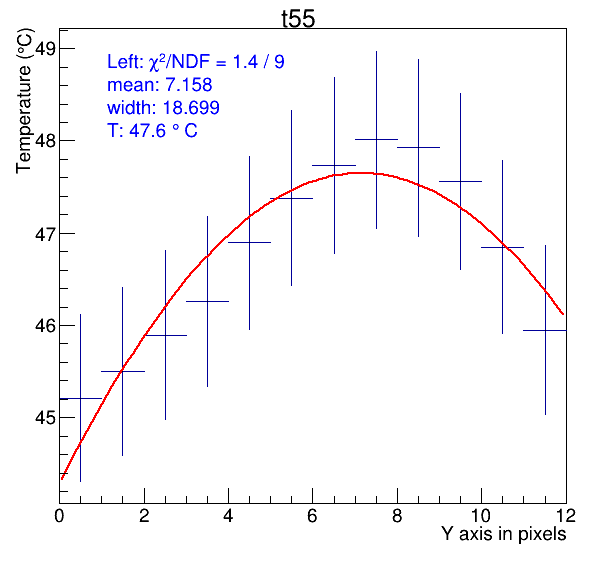 t55
Temperature (°C)
Left: χ²/NDF = 1.4 / 9
mean: 7.158
width: 18.699
T: 47.6 ° C
49
48
47
46
45
0 2 4 6 8 10 12
Y axis in pixels